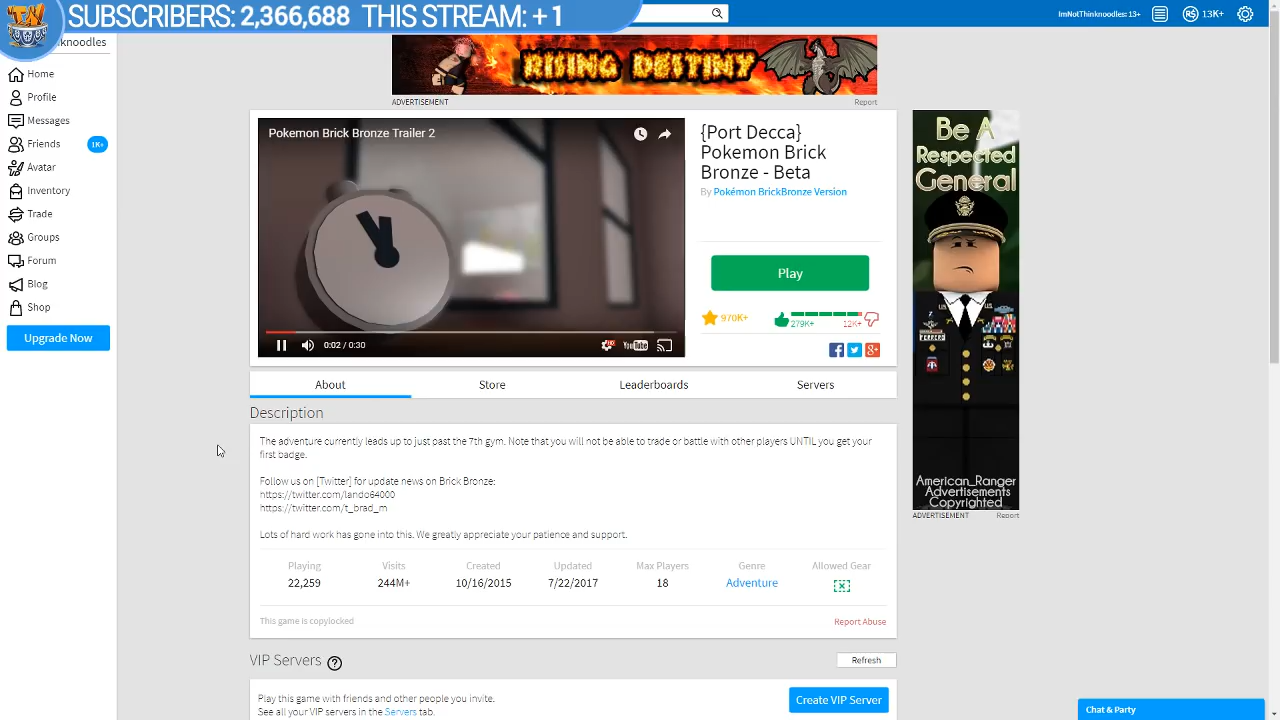 SUBSCRIBERS: 2,366,688 THIS STREAM: +1
ImNotThinknoodles: 13+
13K+
knoodles
Home
Profile
Messages
Friends
1K+
Avatar
Inventory
Trade
Groups
Forum
Blog
Shop
Upgrade Now
RISING DESTINY
ADVERTISEMENT
Report
Pokemon Brick Bronze Trailer 2
0:02 / 0:30
HD
YouTube
{Port Decca}
Pokemon Brick
Bronze - Beta
By Pokémon BrickBronze Version
Play
970K+
279K+
12K+
About
Store
Leaderboards
Servers
Description
The adventure currently leads up to just past the 7th gym. Note that you will not be able to trade or battle with other players UNTIL you get your
first badge.
Follow us on [Twitter] for update news on Brick Bronze:
https://twitter.com/lando64000
https://twitter.com/t_brad_m
Lots of hard work has gone into this. We greatly appreciate your patience and support.
Playing
Visits
Created
Updated
Max Players
Genre
Allowed Gear
22,259
244M+
10/16/2015
7/22/2017
18
Adventure
This game is copylocked
Report Abuse
VIP Servers
Refresh
Play this game with friends and other people you invite.
See all your VIP servers in the Servers tab.
Create VIP Server
Be A
Respected
General
American_Ranger
Advertisements
Copyrighted
ADVERTISEMENT
Report
Chat & Party